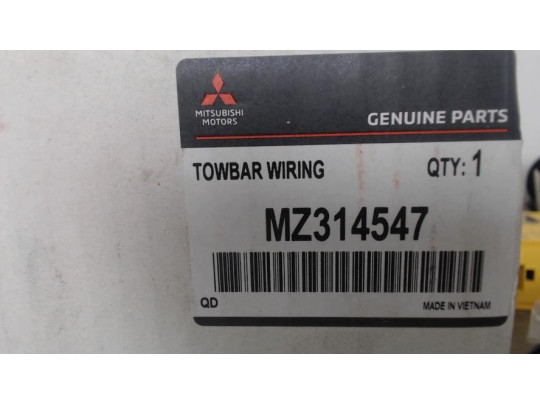 MITSUBISHI
MOTORS
GENUINE PARTS
TOWBAR WIRING QTY: 1
MZ314547
QD MADE IN VIETNAM